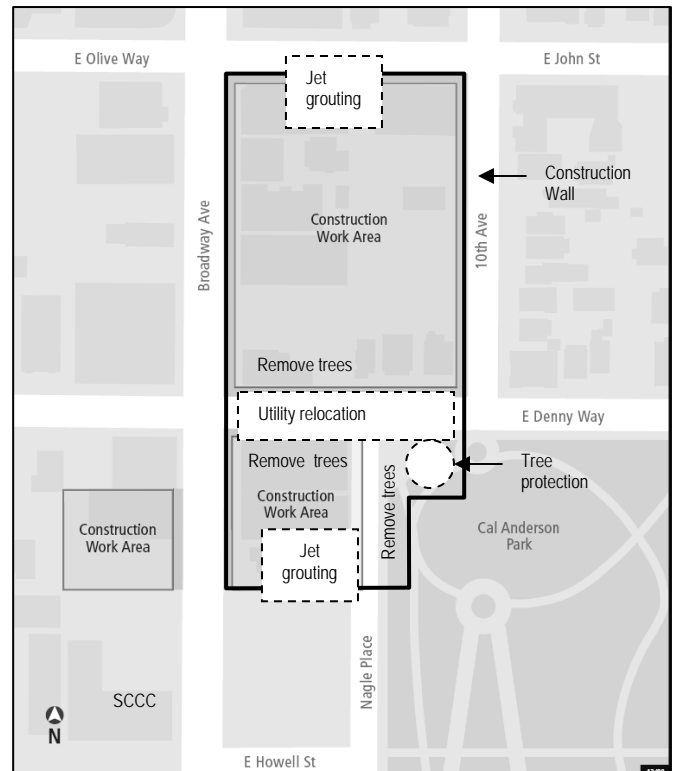 E Olive Way
E John St
Jet
grouting
Construction
Wall
Broadway Ave
Construction
Work Area
10th Ave
Remove trees
Utility relocation
E Denny Way
Remove trees
Tree
protection
Construction
Work Area
Remove trees
Construction
Work Area
Cal Anderson
Park
Jet
grouting
Nagle Place
SCCC
N
E Howell St